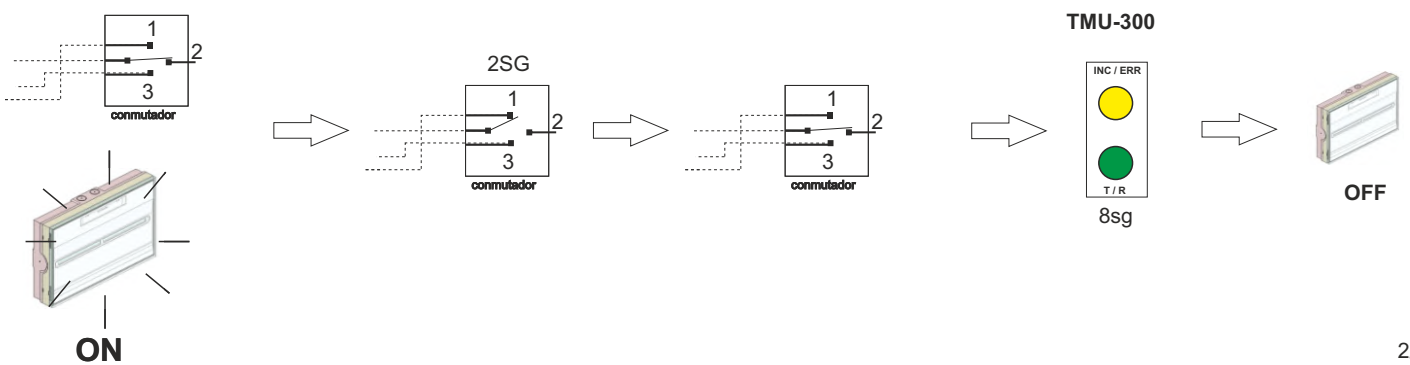 1
2
3
conmutador
ON
2SG
1
2
3
conmutador
1
2
3
conmutador
TMU-300
INC / ERR
T / R
8sg
OFF
2